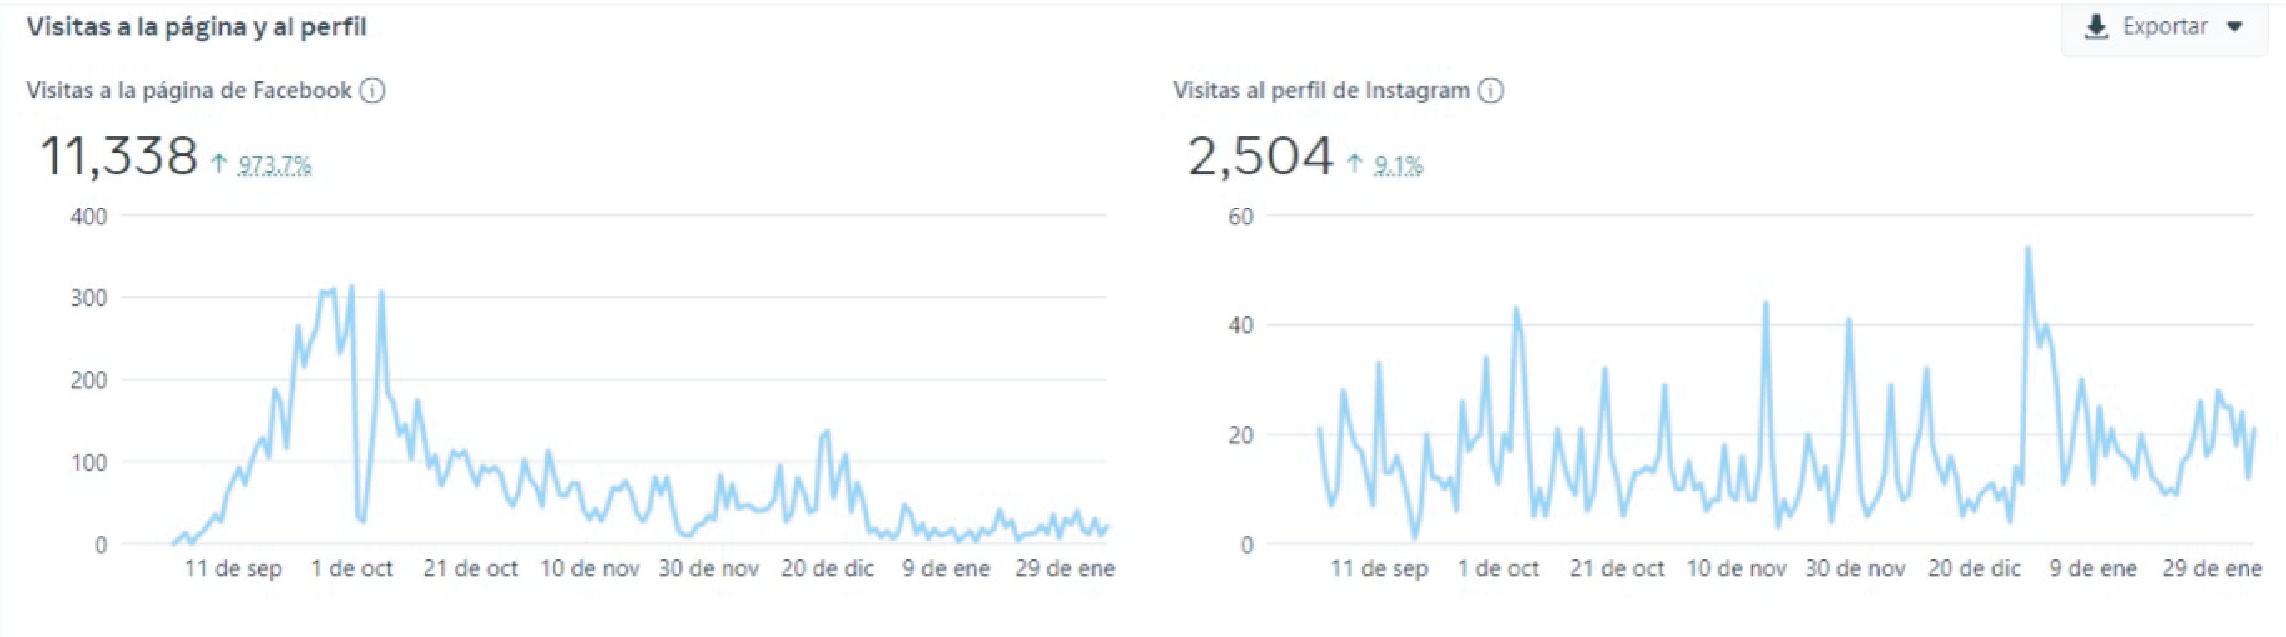 Visitas a la página y al perfil
Exportar
Visitas a la página de Facebook
11,338 ↑ 973.7%
400
300
200
100
0
11 de sep 1 de oct 21 de oct 10 de nov 30 de nov 20 de dic 9 de ene 29 de ene
Visitas al perfil de Instagram
2,504 ↑ 9.1%
60
40
20
0
11 de sep 1 de oct 21 de oct 10 de nov 30 de nov 20 de dic 9 de ene 29 de ene